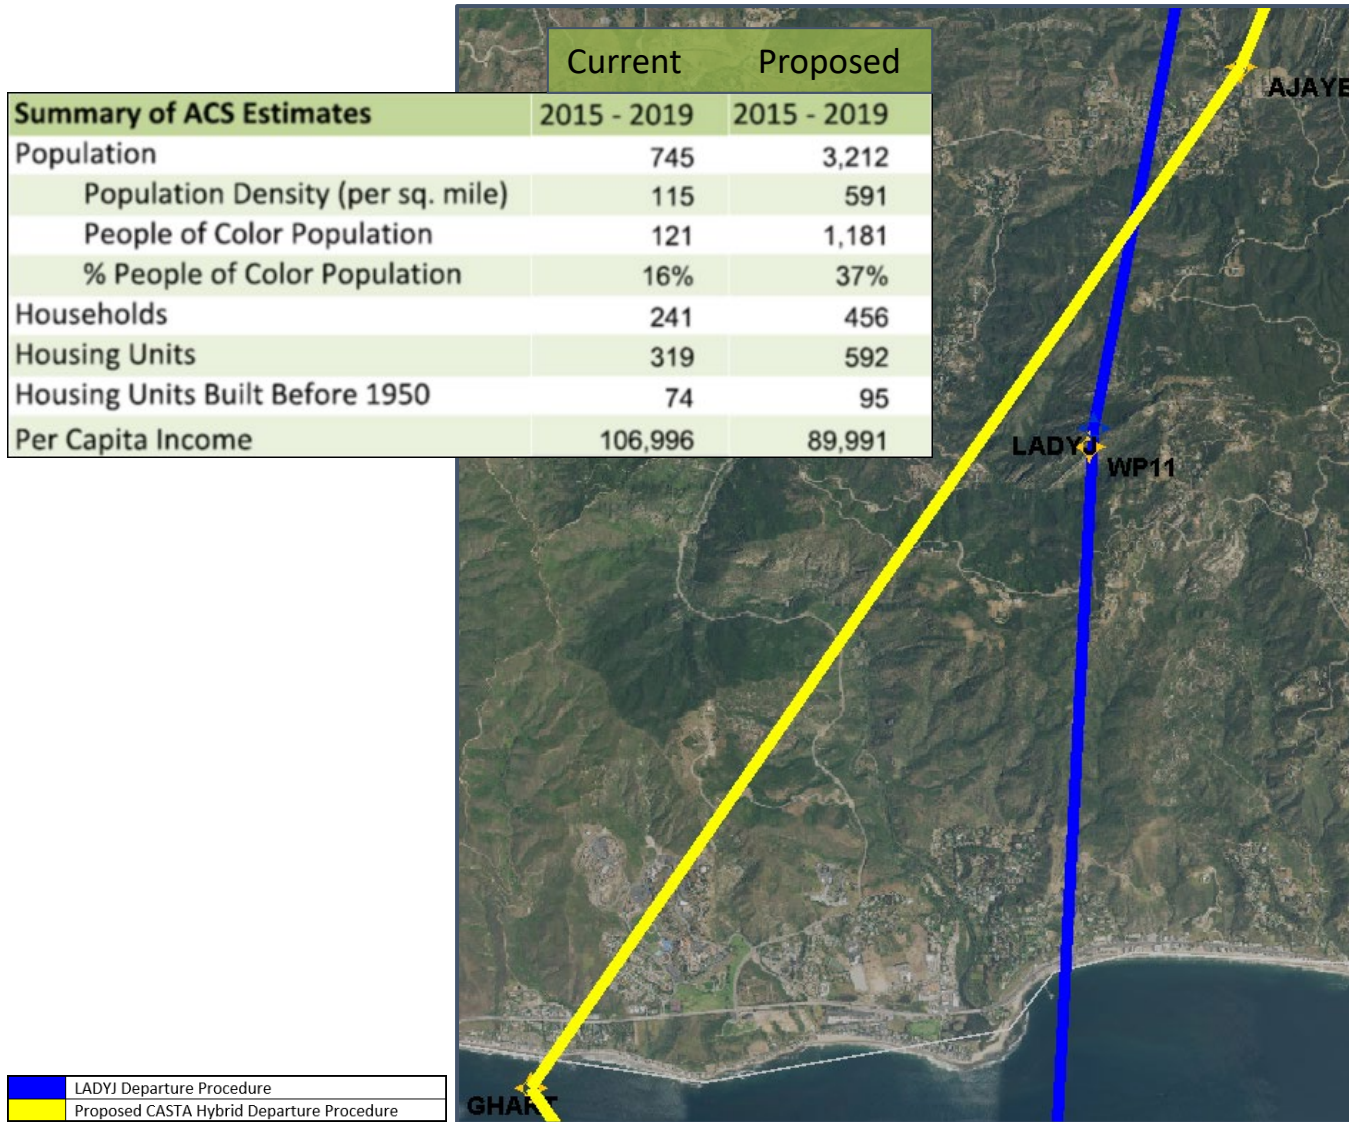 Current Proposed
Summary of ACS Estimates 2015 - 2019 2015 - 2019
Population 745 3,212
Population Density (per sq. mile) 115 591
People of Color Population 121 1,181
% People of Color Population 16% 37%
Households 241 456
Housing Units 319 592
Housing Units Built Before 1950 74 95
Per Capita Income 106,996 89,991
AJAYE
LADYJ
WP11
GHART
LADYJ Departure Procedure
Proposed CASTA Hybrid Departure Procedure